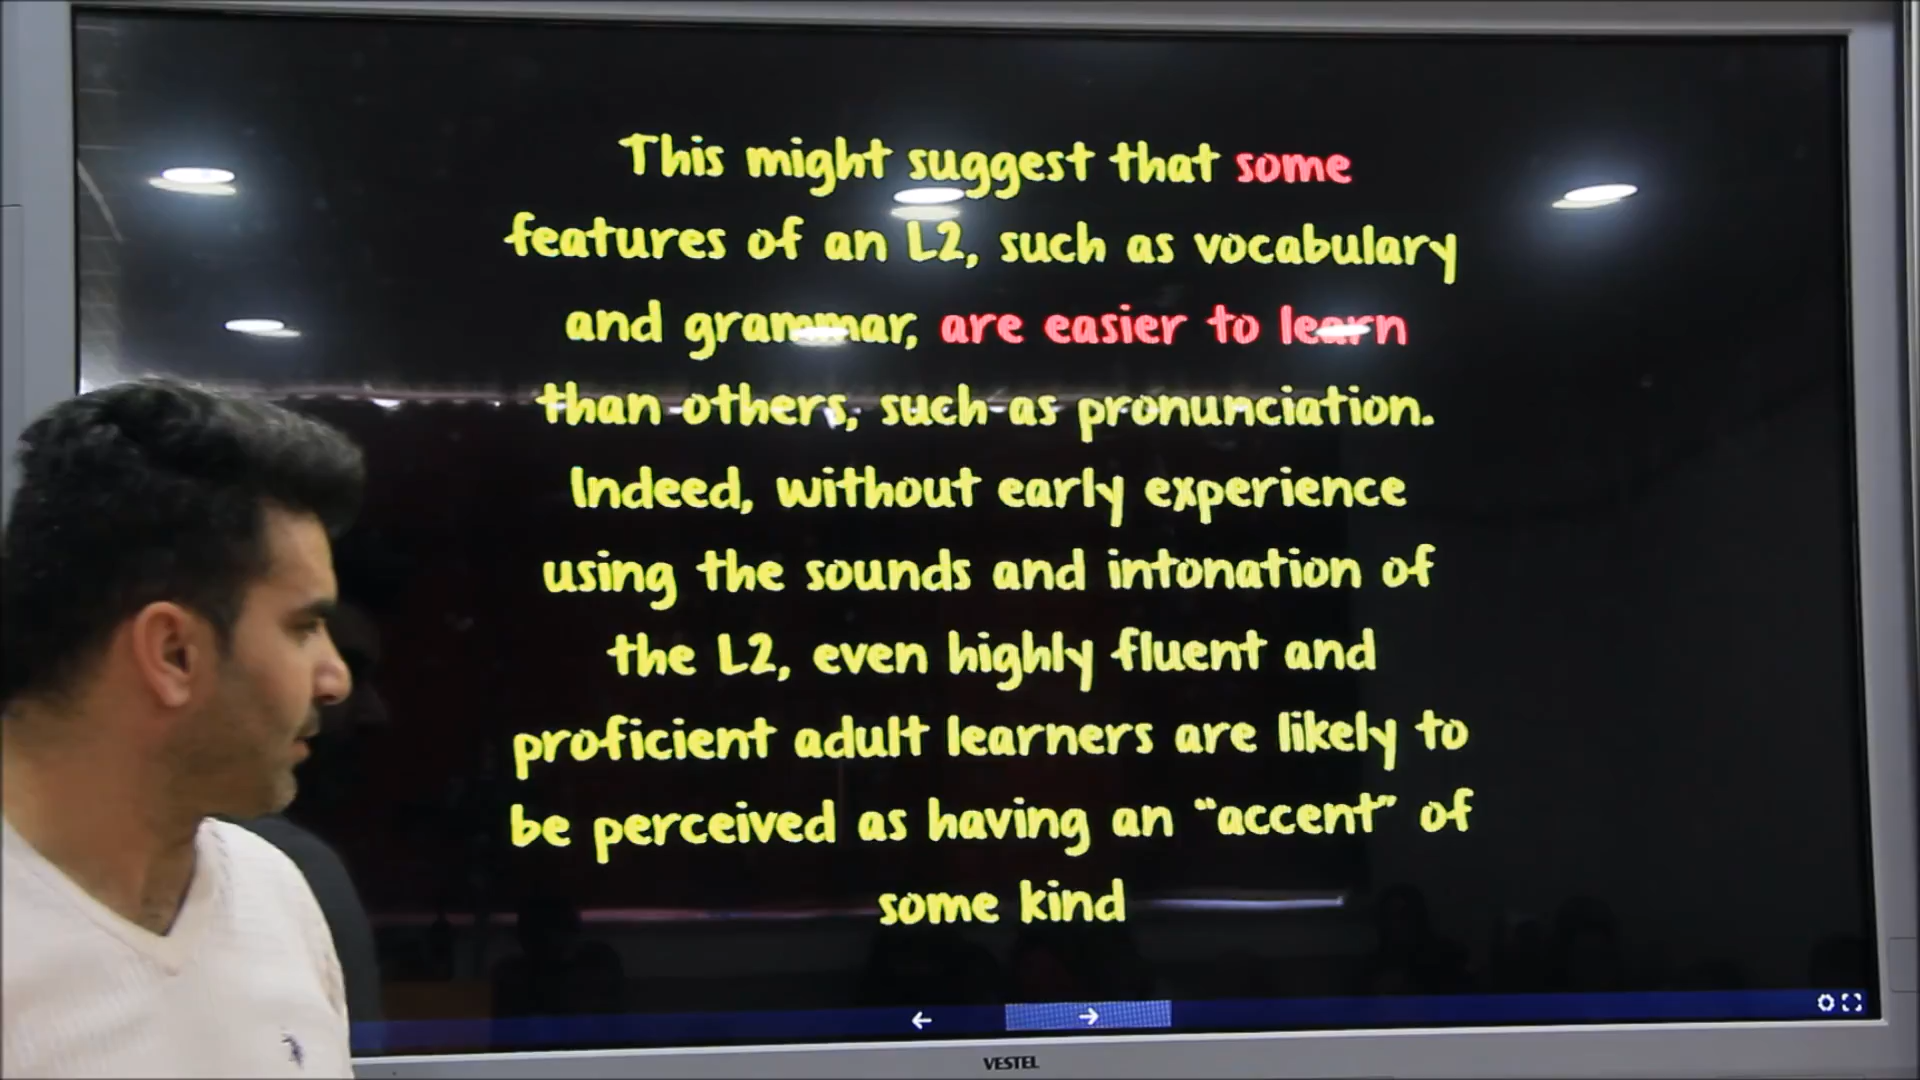 This might suggest that some
features of an L2, such as vocabulary
and grammar, are easier to learn
than others, such as pronunciation.
Indeed, without early experience
using the sounds and intonation of
the L2, even highly fluent and
proficient adult learners are likely to
be perceived as having an “accent” of
some kind
VESTEL